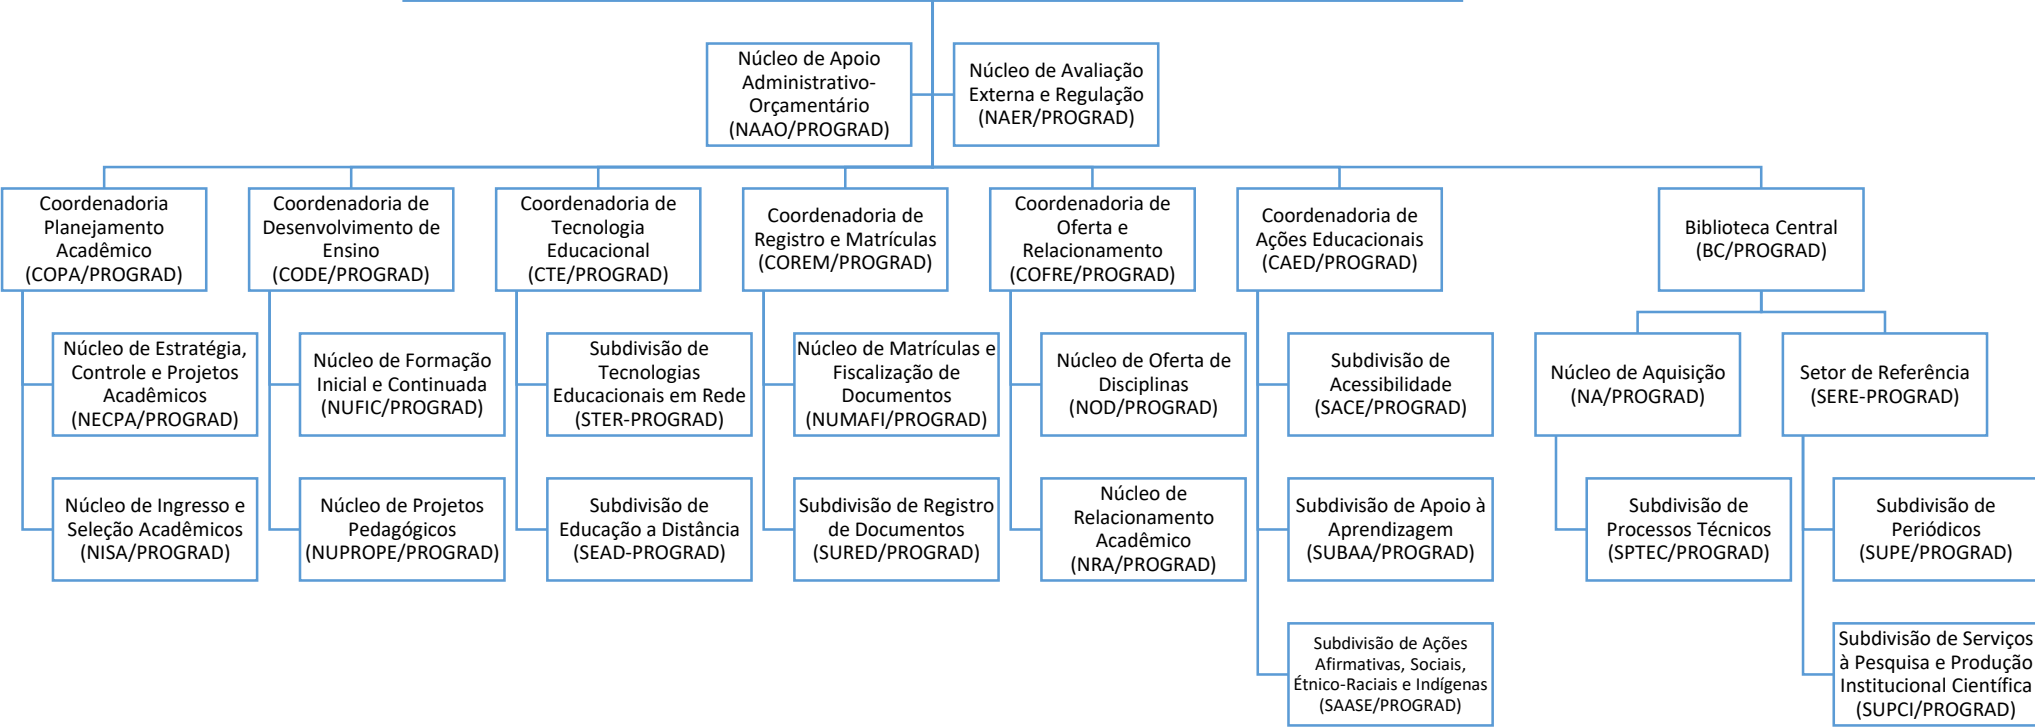 Núcleo de Apoio
Administrativo-
Orçamentário
(NAAO/PROGRAD)
Núcleo de Avaliação
Externa e Regulação
(NAER/PROGRAD)
Coordenadoria
Planejamento
Acadêmico
(COPA/PROGRAD)
Coordenadoria de
Desenvolvimento de
Ensino
(CODE/PROGRAD)
Coordenadoria de
Tecnologia
Educacional
(CTE/PROGRAD)
Coordenadoria de
Registro e Matrículas
(COREM/PROGRAD)
Coordenadoria de
Oferta e
Relacionamento
(COFRE/PROGRAD)
Coordenadoria de
Ações Educacionais
(CAED/PROGRAD)
Biblioteca Central
(BC/PROGRAD)
Núcleo de Estratégia,
Controle e Projetos
Acadêmicos
(NECPA/PROGRAD)
Núcleo de Formação
Inicial e Continuada
(NUFIC/PROGRAD)
Subdivisão de
Tecnologias
Educacionais em Rede
(STER-PROGRAD)
Núcleo de Matrículas e
Fiscalização de
Documentos
(NUMAFI/PROGRAD)
Núcleo de Oferta de
Disciplinas
(NOD/PROGRAD)
Subdivisão de
Acessibilidade
(SACE/PROGRAD)
Núcleo de Aquisição
(NA/PROGRAD)
Setor de Referência
(SERE-PROGRAD)
Núcleo de Ingresso e
Seleção Acadêmicos
(NISA/PROGRAD)
Núcleo de Projetos
Pedagógicos
(NUPROPE/PROGRAD)
Subdivisão de
Educação a Distância
(SEAD-PROGRAD)
Subdivisão de Registro
de Documentos
(SURED/PROGRAD)
Núcleo de
Relacionamento
Acadêmico
(NRA/PROGRAD)
Subdivisão de Apoio à
Aprendizagem
(SUBAA/PROGRAD)
Subdivisão de
Processos Técnicos
(SPTEC/PROGRAD)
Subdivisão de
Periódicos
(SUPE/PROGRAD)
Subdivisão de Ações
Afirmativas, Sociais,
Étnico-Raciais e Indígenas
(SAASE/PROGRAD)
Subdivisão de Serviços
à Pesquisa e Produção
Institucional Científica
(SUPCI/PROGRAD)